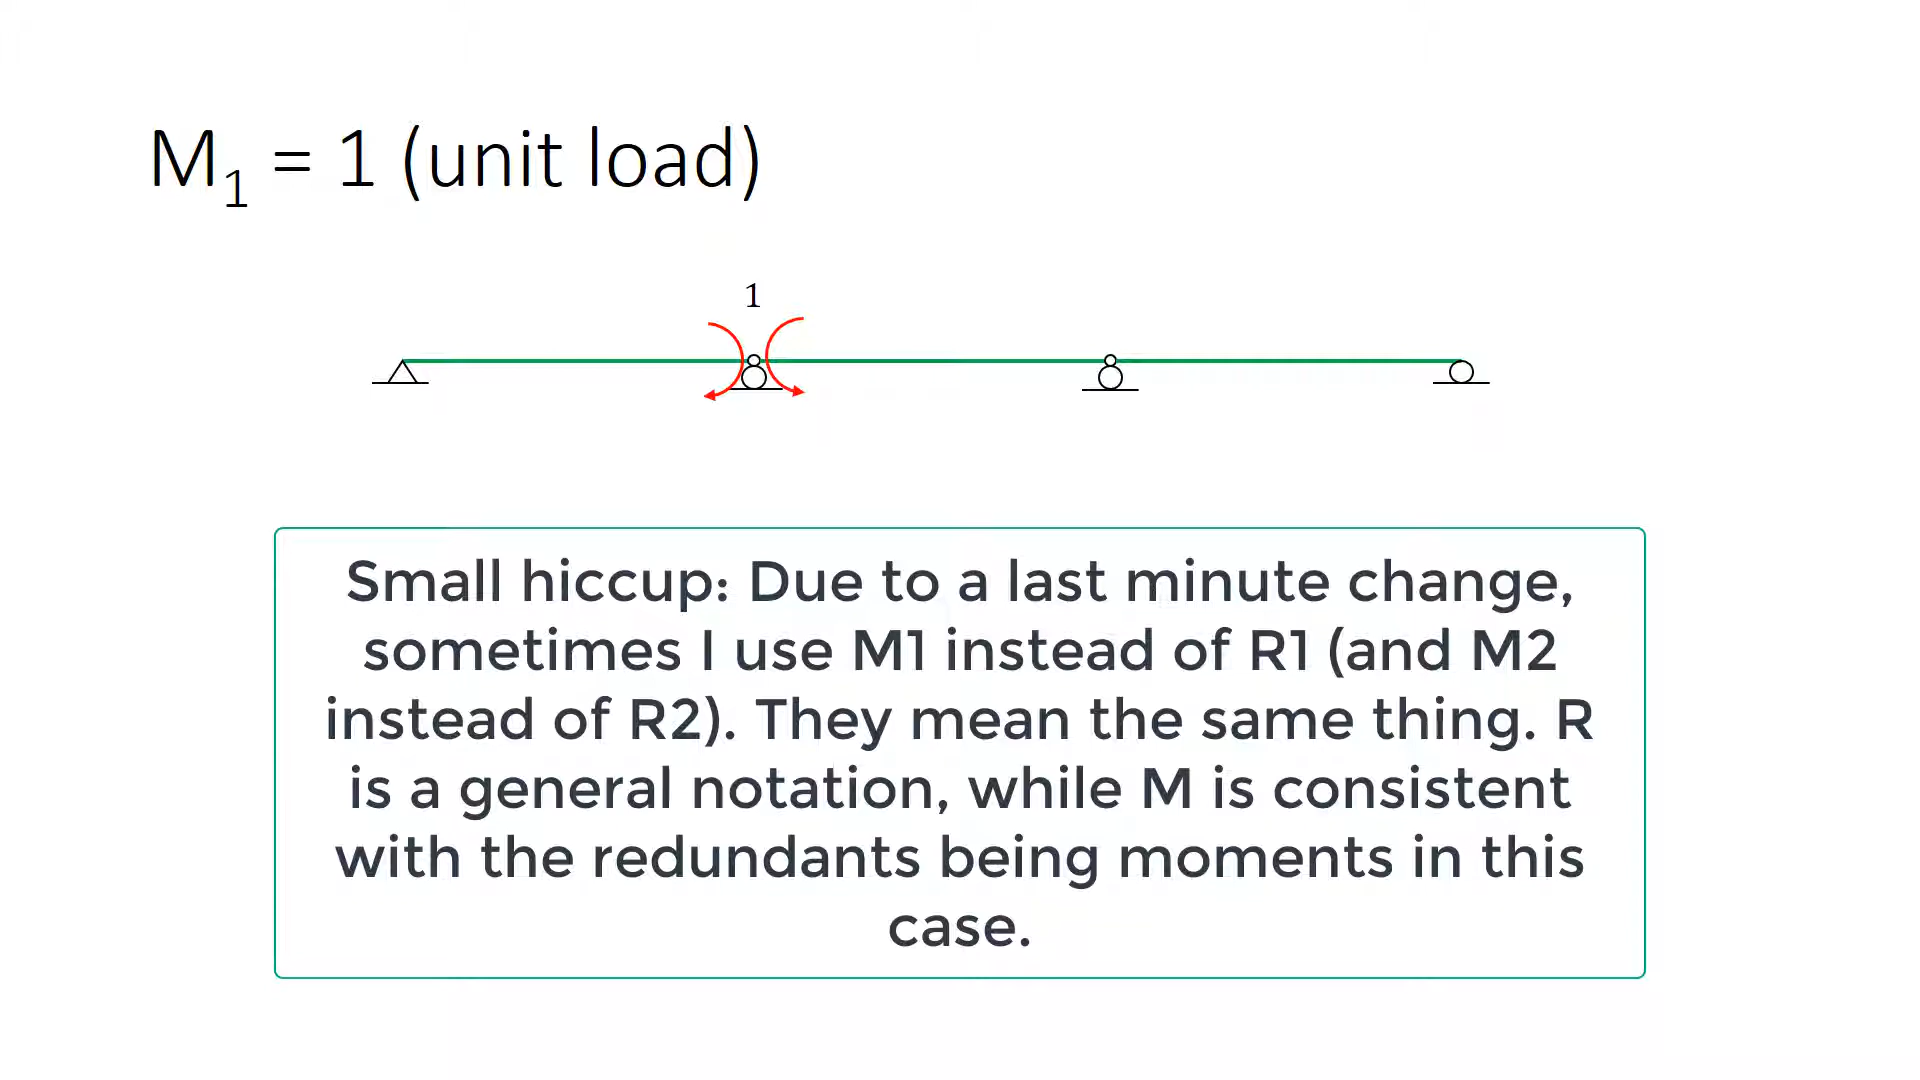 M₁ = 1 (unit load)
1
Small hiccup: Due to a last minute change,
sometimes I use M1 instead of R1 (and M2
instead of R2). They mean the same thing. R
is a general notation, while M is consistent
with the redundants being moments in this
case.